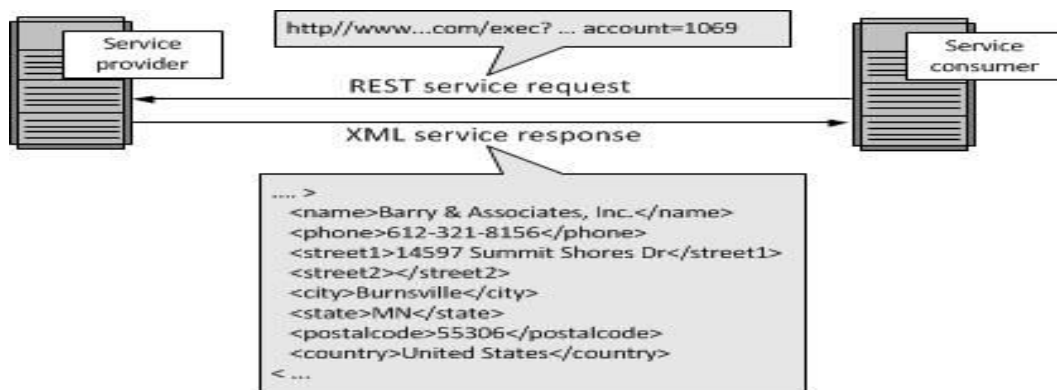 http//www...com/exec? ... account=1069
Service
provider
Service
consumer
REST service request
XML service response
.... >
<name>Barry & Associates, Inc.</name>
<phone>612-321-8156</phone>
<street1>14597 Summit Shores Dr</street1>
<street2></street2>
<city>Burnsville</city>
<state>MN</state>
<postalcode>55306</postalcode>
<country>United States</country>
< ...